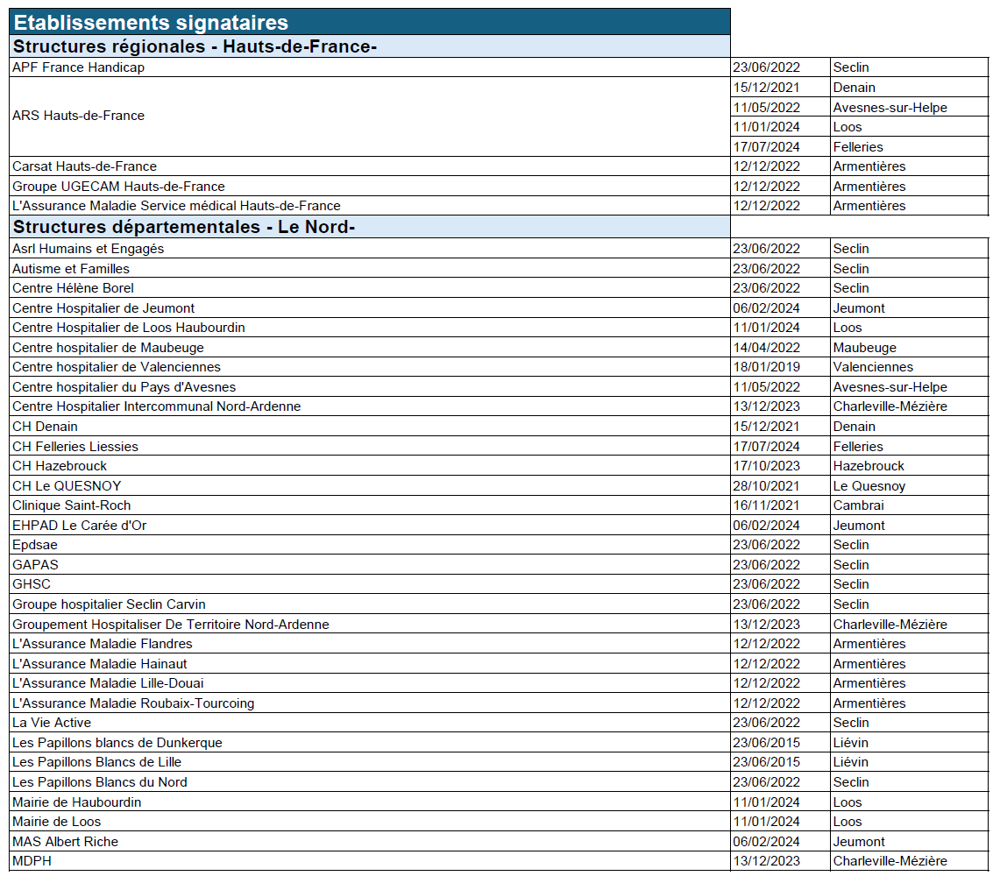 Etablissements signataires
Structures régionales - Hauts-de-France-
APF France Handicap 23/06/2022 Seclin
ARS Hauts-de-France 15/12/2021 Denain
11/05/2022 Avesnes-sur-Helpe
11/01/2024 Loos
17/07/2024 Felleries
Carsat Hauts-de-France 12/12/2022 Armentières
Groupe UGECAM Hauts-de-France 12/12/2022 Armentières
L'Assurance Maladie Service médical Hauts-de-France 12/12/2022 Armentières
Structures départementales - Le Nord-
Asrl Humains et Engagés 23/06/2022 Seclin
Autisme et Familles 23/06/2022 Seclin
Centre Hélène Borel 23/06/2022 Seclin
Centre Hospitalier de Jeumont 06/02/2024 Jeumont
Centre Hospitalier de Loos Haubourdin 11/01/2024 Loos
Centre hospitalier de Maubeuge 14/04/2022 Maubeuge
Centre hospitalier de Valenciennes 18/01/2019 Valenciennes
Centre hospitalier du Pays d'Avesnes 11/05/2022 Avesnes-sur-Helpe
Centre Hospitalier Intercommunal Nord-Ardenne 13/12/2023 Charleville-Mézière
CH Denain 15/12/2021 Denain
CH Felleries Liessies 17/07/2024 Felleries
CH Hazebrouck 17/10/2023 Hazebrouck
CH Le QUESNOY 28/10/2021 Le Quesnoy
Clinique Saint-Roch 16/11/2021 Cambrai
EHPAD Le Carée d'Or 06/02/2024 Jeumont
Epdsae 23/06/2022 Seclin
GAPAS 23/06/2022 Seclin
GHSC 23/06/2022 Seclin
Groupe hospitalier Seclin Carvin 23/06/2022 Seclin
Groupement Hospitaliser De Territoire Nord-Ardenne 13/12/2023 Charleville-Mézière
L'Assurance Maladie Flandres 12/12/2022 Armentières
L'Assurance Maladie Hainaut 12/12/2022 Armentières
L'Assurance Maladie Lille-Douai 12/12/2022 Armentières
L'Assurance Maladie Roubaix-Tourcoing 12/12/2022 Armentières
La Vie Active 23/06/2022 Seclin
Les Papillons blancs de Dunkerque 23/06/2015 Liévin
Les Papillons Blancs de Lille 23/06/2015 Liévin
Les Papillons Blancs du Nord 23/06/2022 Seclin
Mairie de Haubourdin 11/01/2024 Loos
Mairie de Loos 11/01/2024 Loos
MAS Albert Riche 06/02/2024 Jeumont
MDPH 13/12/2023 Charleville-Mézière